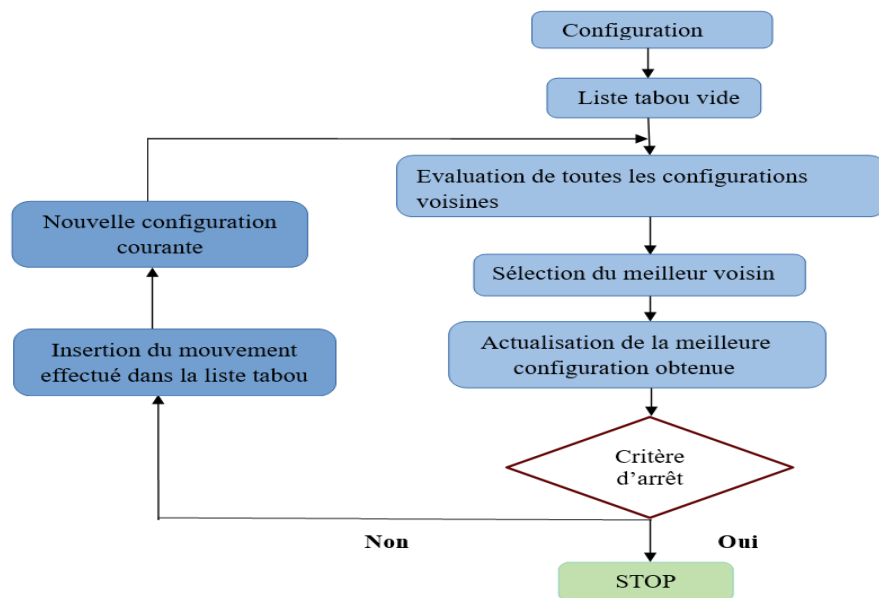 Configuration
Liste tabou vide
Evaluation de toutes les configurations
voisines
Nouvelle configuration
courante
Sélection du meilleur voisin
Insertion du mouvement
effectué dans la liste tabou
Actualisation de la meilleure
configuration obtenue
Critère
d’arrêt
Non
Oui
STOP